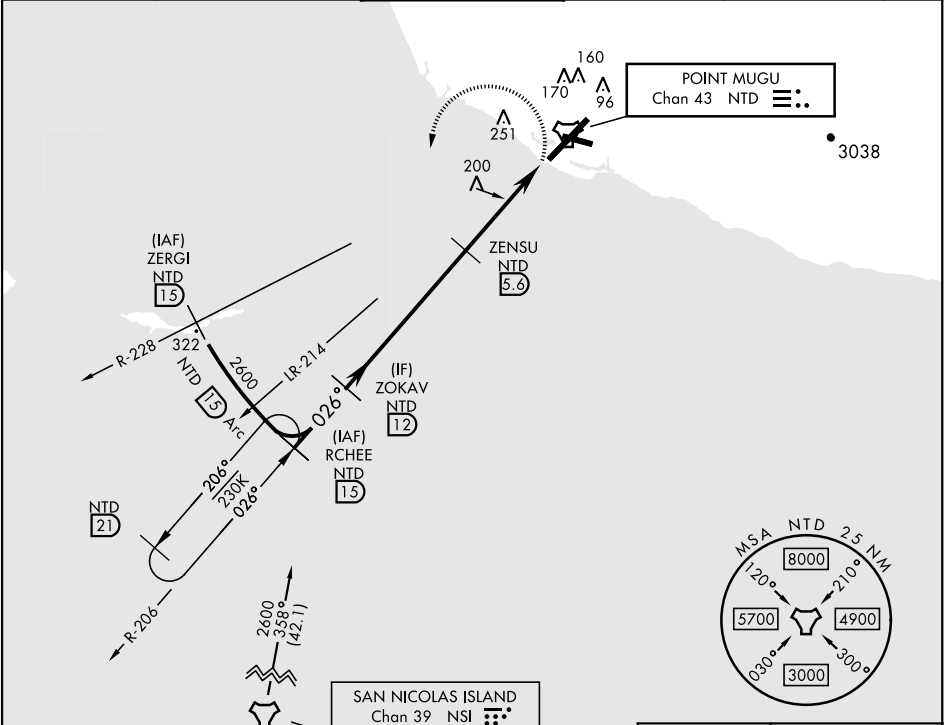 160
170
96
251
200
POINT MUGU
Chan 43 NTD
3038
(IAF)
ZERGI
NTD
15
ZENSU
NTD
5.6
R-228
322
2600
LR-214
NTD 15 Arc
026°
(IF)
ZOKAV
NTD
12
(IAF)
RCHEE
NTD
15
206°
230K
026°
NTD
21
R-206
2600
358°
(42.1)
SAN NICOLAS ISLAND
Chan 39 NSI
MSA NTD 25 NM
8000
120°
210°
5700
4900
030°
300°
3000